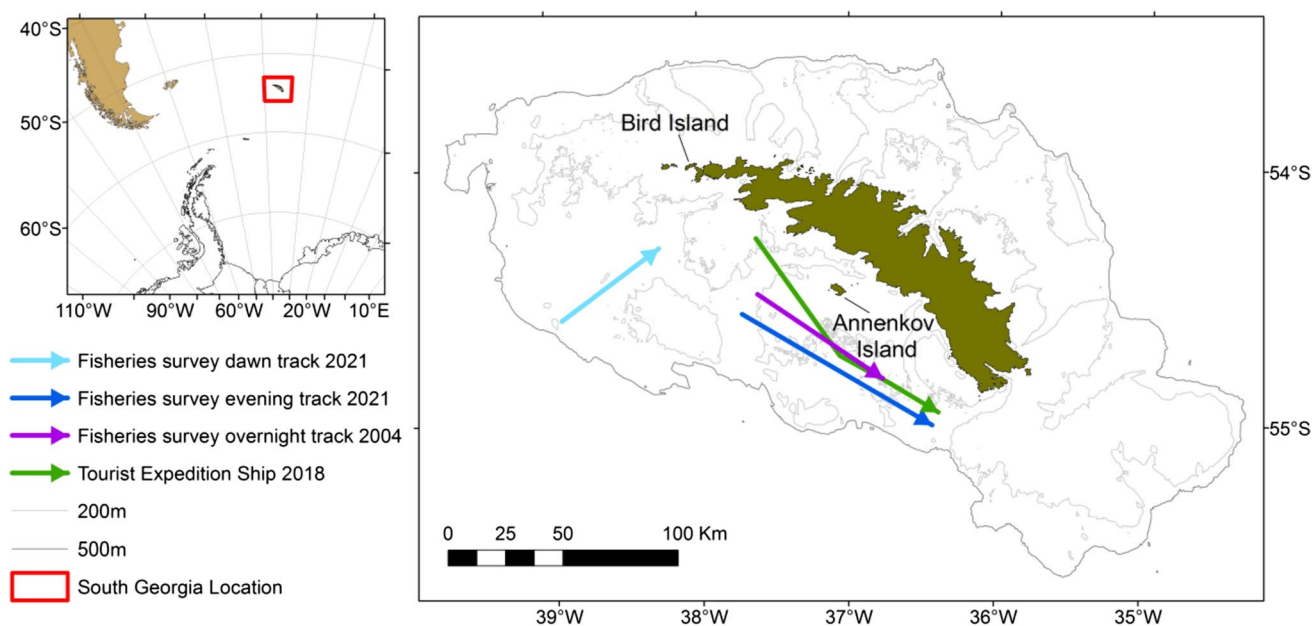 40°S
50°S
60°S
110°W 90°W 60°W 40°W 20°W 10°E
Fisheries survey dawn track 2021
Fisheries survey evening track 2021
Fisheries survey overnight track 2004
Tourist Expedition Ship 2018
200m
500m
South Georgia Location
Bird Island
Annenkov
Island
54°S
55°S
0 25 50 100 Km
39°W 38°W 37°W 36°W 35°W